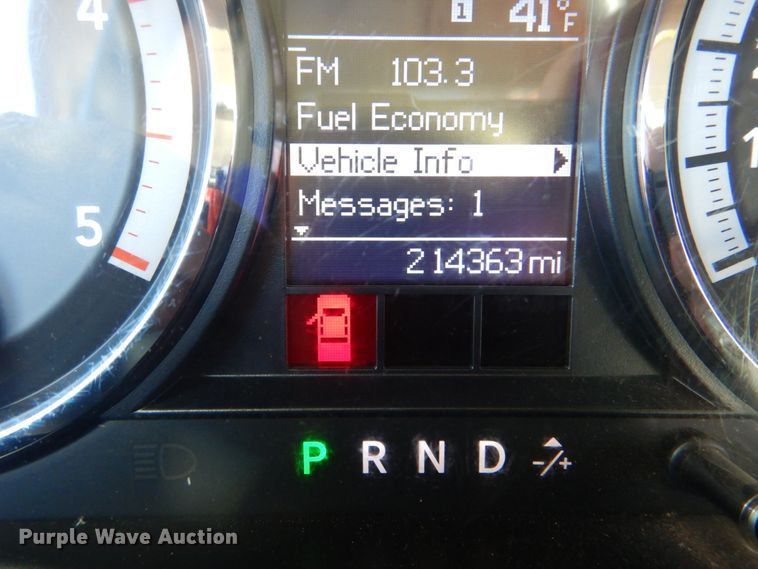 4
1 41°F
FM 103.3
Fuel Economy
Vehicle Info
Messages: 1
5
214363 mi
P R N D -/+
Purple Wave Auction